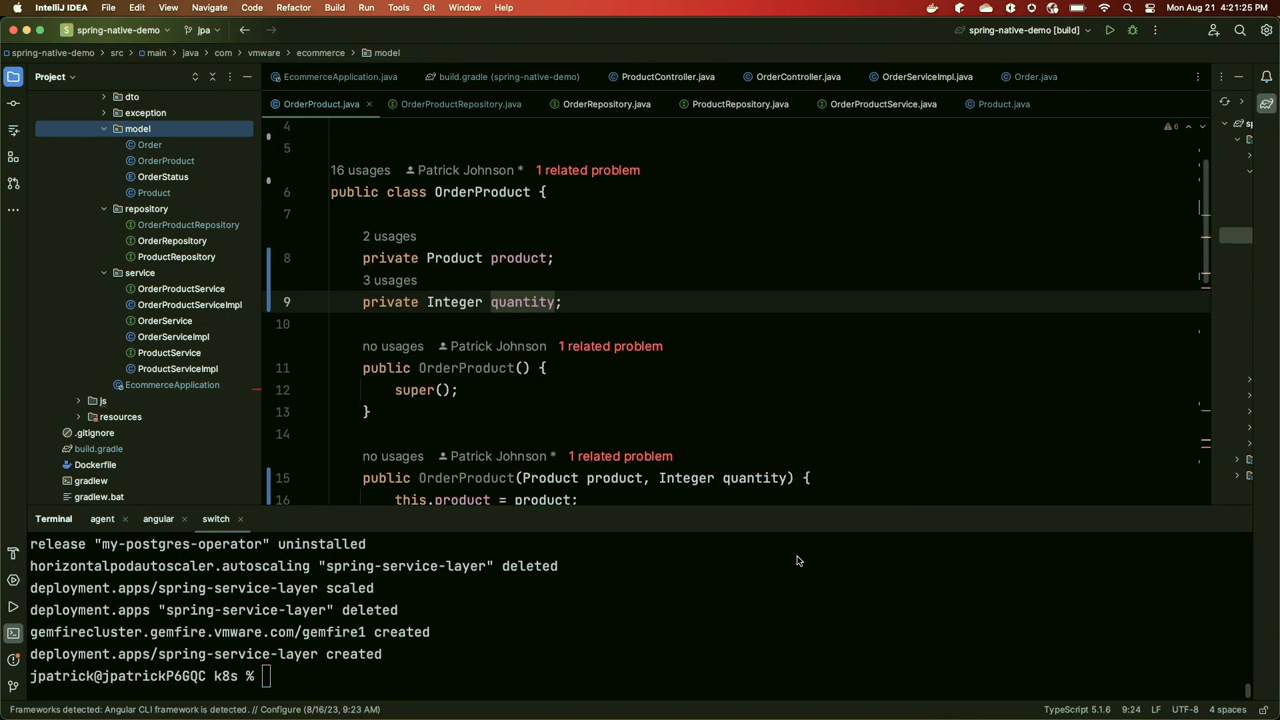 IntelliJ IDEA File Edit View Navigate Code Refactor Build Run Tools Git Window Help Mon Aug 21 4:21:25 PM
S spring-native-demo jpa spring-native-demo [build]
spring-native-demo src main java com vmware ecommerce model
Project
EcommerceApplication.java build.gradle (spring-native-demo) ProductController.java OrderController.java OrderServiceImpl.java Order.java
OrderProduct.java OrderProductRepository.java OrderRepository.java ProductRepository.java OrderProductService.java Product.java
dto
exception
model
Order
OrderProduct
OrderStatus
Product
repository
OrderProductRepository
OrderRepository
ProductRepository
service
OrderProductService
OrderProductServiceImpl
OrderService
OrderServiceImpl
ProductService
ProductServiceImpl
EcommerceApplication
js
resources
.gitignore
build.gradle
Dockerfile
gradlew
gradlew.bat
6
4
5
16 usages Patrick Johnson * 1 related problem
6 public class OrderProduct {
7
2 usages
8 private Product product;
3 usages
9 private Integer quantity;
10
no usages Patrick Johnson 1 related problem
11 public OrderProduct() {
12 super();
13 }
14
no usages Patrick Johnson * 1 related problem
15 public OrderProduct(Product product, Integer quantity) {
16 this.product = product;
sp
Terminal agent angular switch
release "my-postgres-operator" uninstalled
horizontalpodautoscaler.autoscaling "spring-service-layer" deleted
deployment.apps/spring-service-layer scaled
deployment.apps "spring-service-layer" deleted
gemfirecluster.gemfire.vmware.com/gemfire1 created
deployment.apps/spring-service-layer created
jpatrick@jpatrickP6GQC k8s %
Frameworks detected: Angular CLI framework is detected. // Configure (8/16/23, 9:23 AM) TypeScript 5.1.6 9:24 LF UTF-8 4 spaces